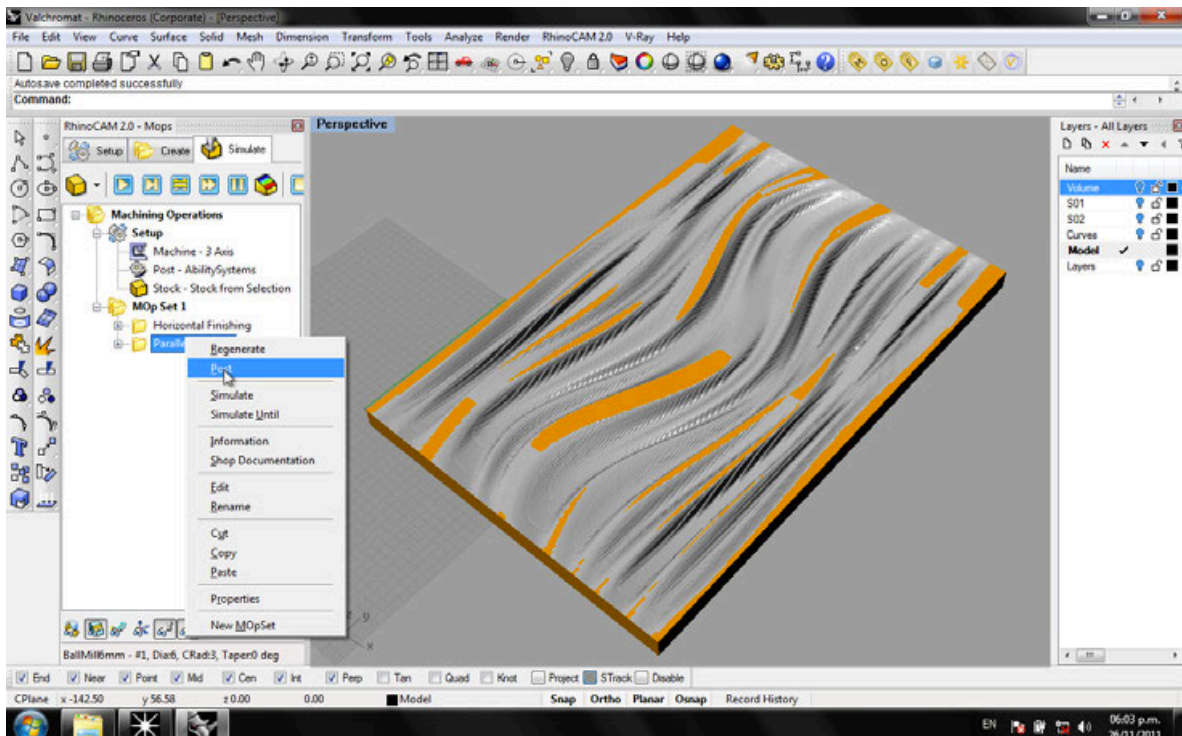 Valchromat - Rhinoceros (Corporate) - [Perspective]
File Edit View Curve Surface Solid Mesh Dimension Transform Tools Analyze Render RhinoCAM 2.0 V-Ray Help
Autosave completed successfully
Command:
RhinoCAM 2.0 - Mops
Setup Create Simulate
Machining Operations
Setup
Machine - 3 Axis
Post - AbilitySystems
Stock - Stock from Selection
MOp Set 1
Horizontal Finishing
Regenerate
Post
Simulate
Simulate Until
Information
Shop Documentation
Edit
Rename
Cut
Copy
Paste
Properties
New MOpSet
BallMill6mm - #1, Dia:6, CRad:3, Taper:0 deg
Perspective
y
x
Layers - All Layers
Name
Volume
S01
S02
Curves
Model
Layers
End Near Point Mid Cen Int Perp Tan Quad Knot Project STrack Disable
CPlane x -142.50 y 56.58 z 0.00 0.00 Model Snap Ortho Planar Osnap Record History
EN 06:03 p.m.
26/11/2011